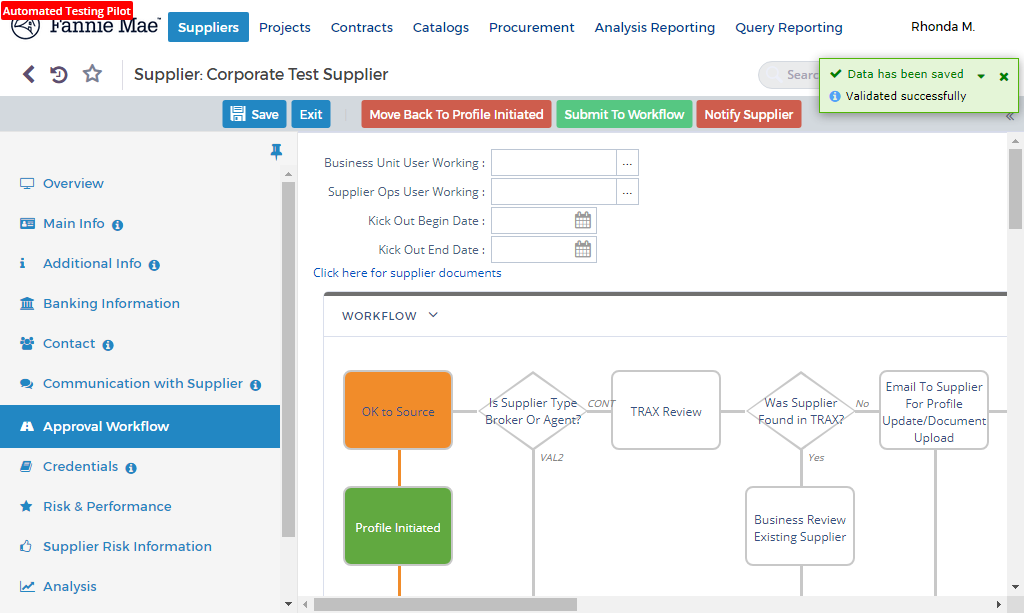 Automated Testing Pilot
Fannie Mae
Suppliers Projects Contracts Catalogs Procurement Analysis Reporting Query Reporting
Rhonda M.
Supplier: Corporate Test Supplier
Searc
Data has been saved
Validated successfully
Save Exit Move Back To Profile Initiated Submit To Workflow Notify Supplier
Overview
Main Info
Additional Info
Banking Information
Contact
Communication with Supplier
Approval Workflow
Credentials
Risk & Performance
Supplier Risk Information
Analysis
Business Unit User Working : ...
Supplier Ops User Working : ...
Kick Out Begin Date :
Kick Out End Date :
Click here for supplier documents
WORKFLOW
OK to Source
Is Supplier Type
Broker Or Agent?
CONT
VAL2
TRAX Review
Was Supplier
Found in TRAX?
No
Yes
Email To Supplier
For Profile
Update/Document
Upload
Profile Initiated
Business Review
Existing Supplier